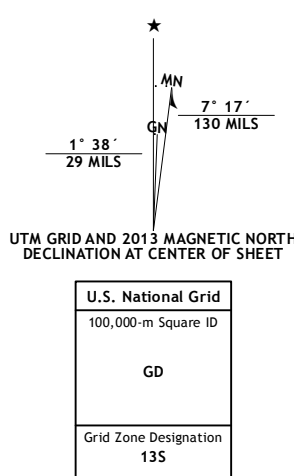 ★
MN
GN
7° 17´
130 MILS
1° 38´
29 MILS
UTM GRID AND 2013 MAGNETIC NORTH
DECLINATION AT CENTER OF SHEET
U.S. National Grid
100,000-m Square ID
GD
Grid Zone Designation
13S